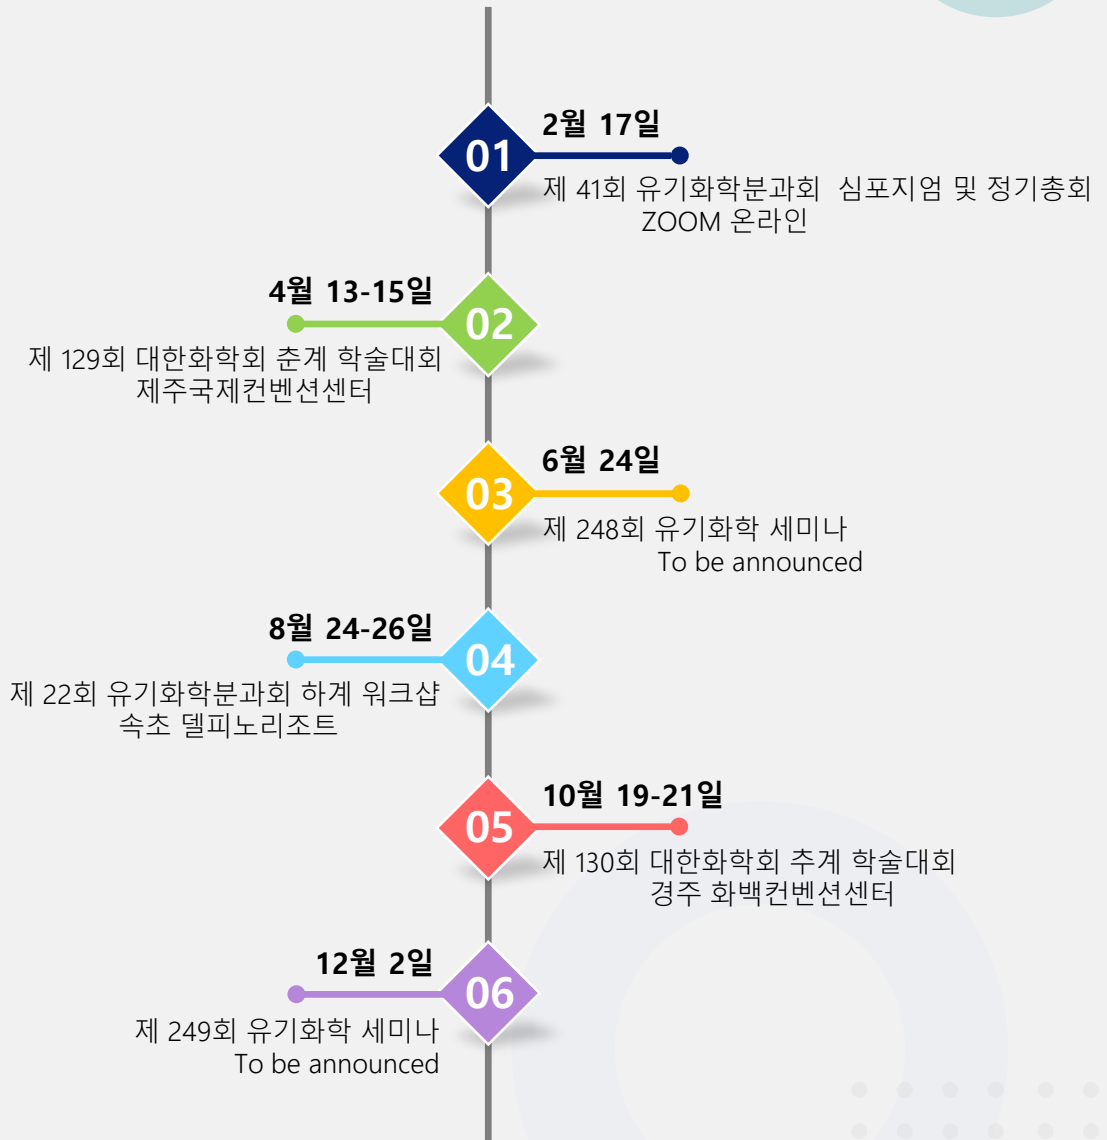 01
2월 17일
제 41회 유기화학분과회 심포지엄 및 정기총회
ZOOM 온라인
4월 13-15일
02
제 129회 대한화학회 춘계 학술대회
제주국제컨벤션센터
6월 24일
03
제 248회 유기화학 세미나
To be announced
8월 24-26일
04
제 22회 유기화학분과회 하계 워크샵
속초 델피노리조트
10월 19-21일
05
제 130회 대한화학회 추계 학술대회
경주 화백컨벤션센터
12월 2일
06
제 249회 유기화학 세미나
To be announced